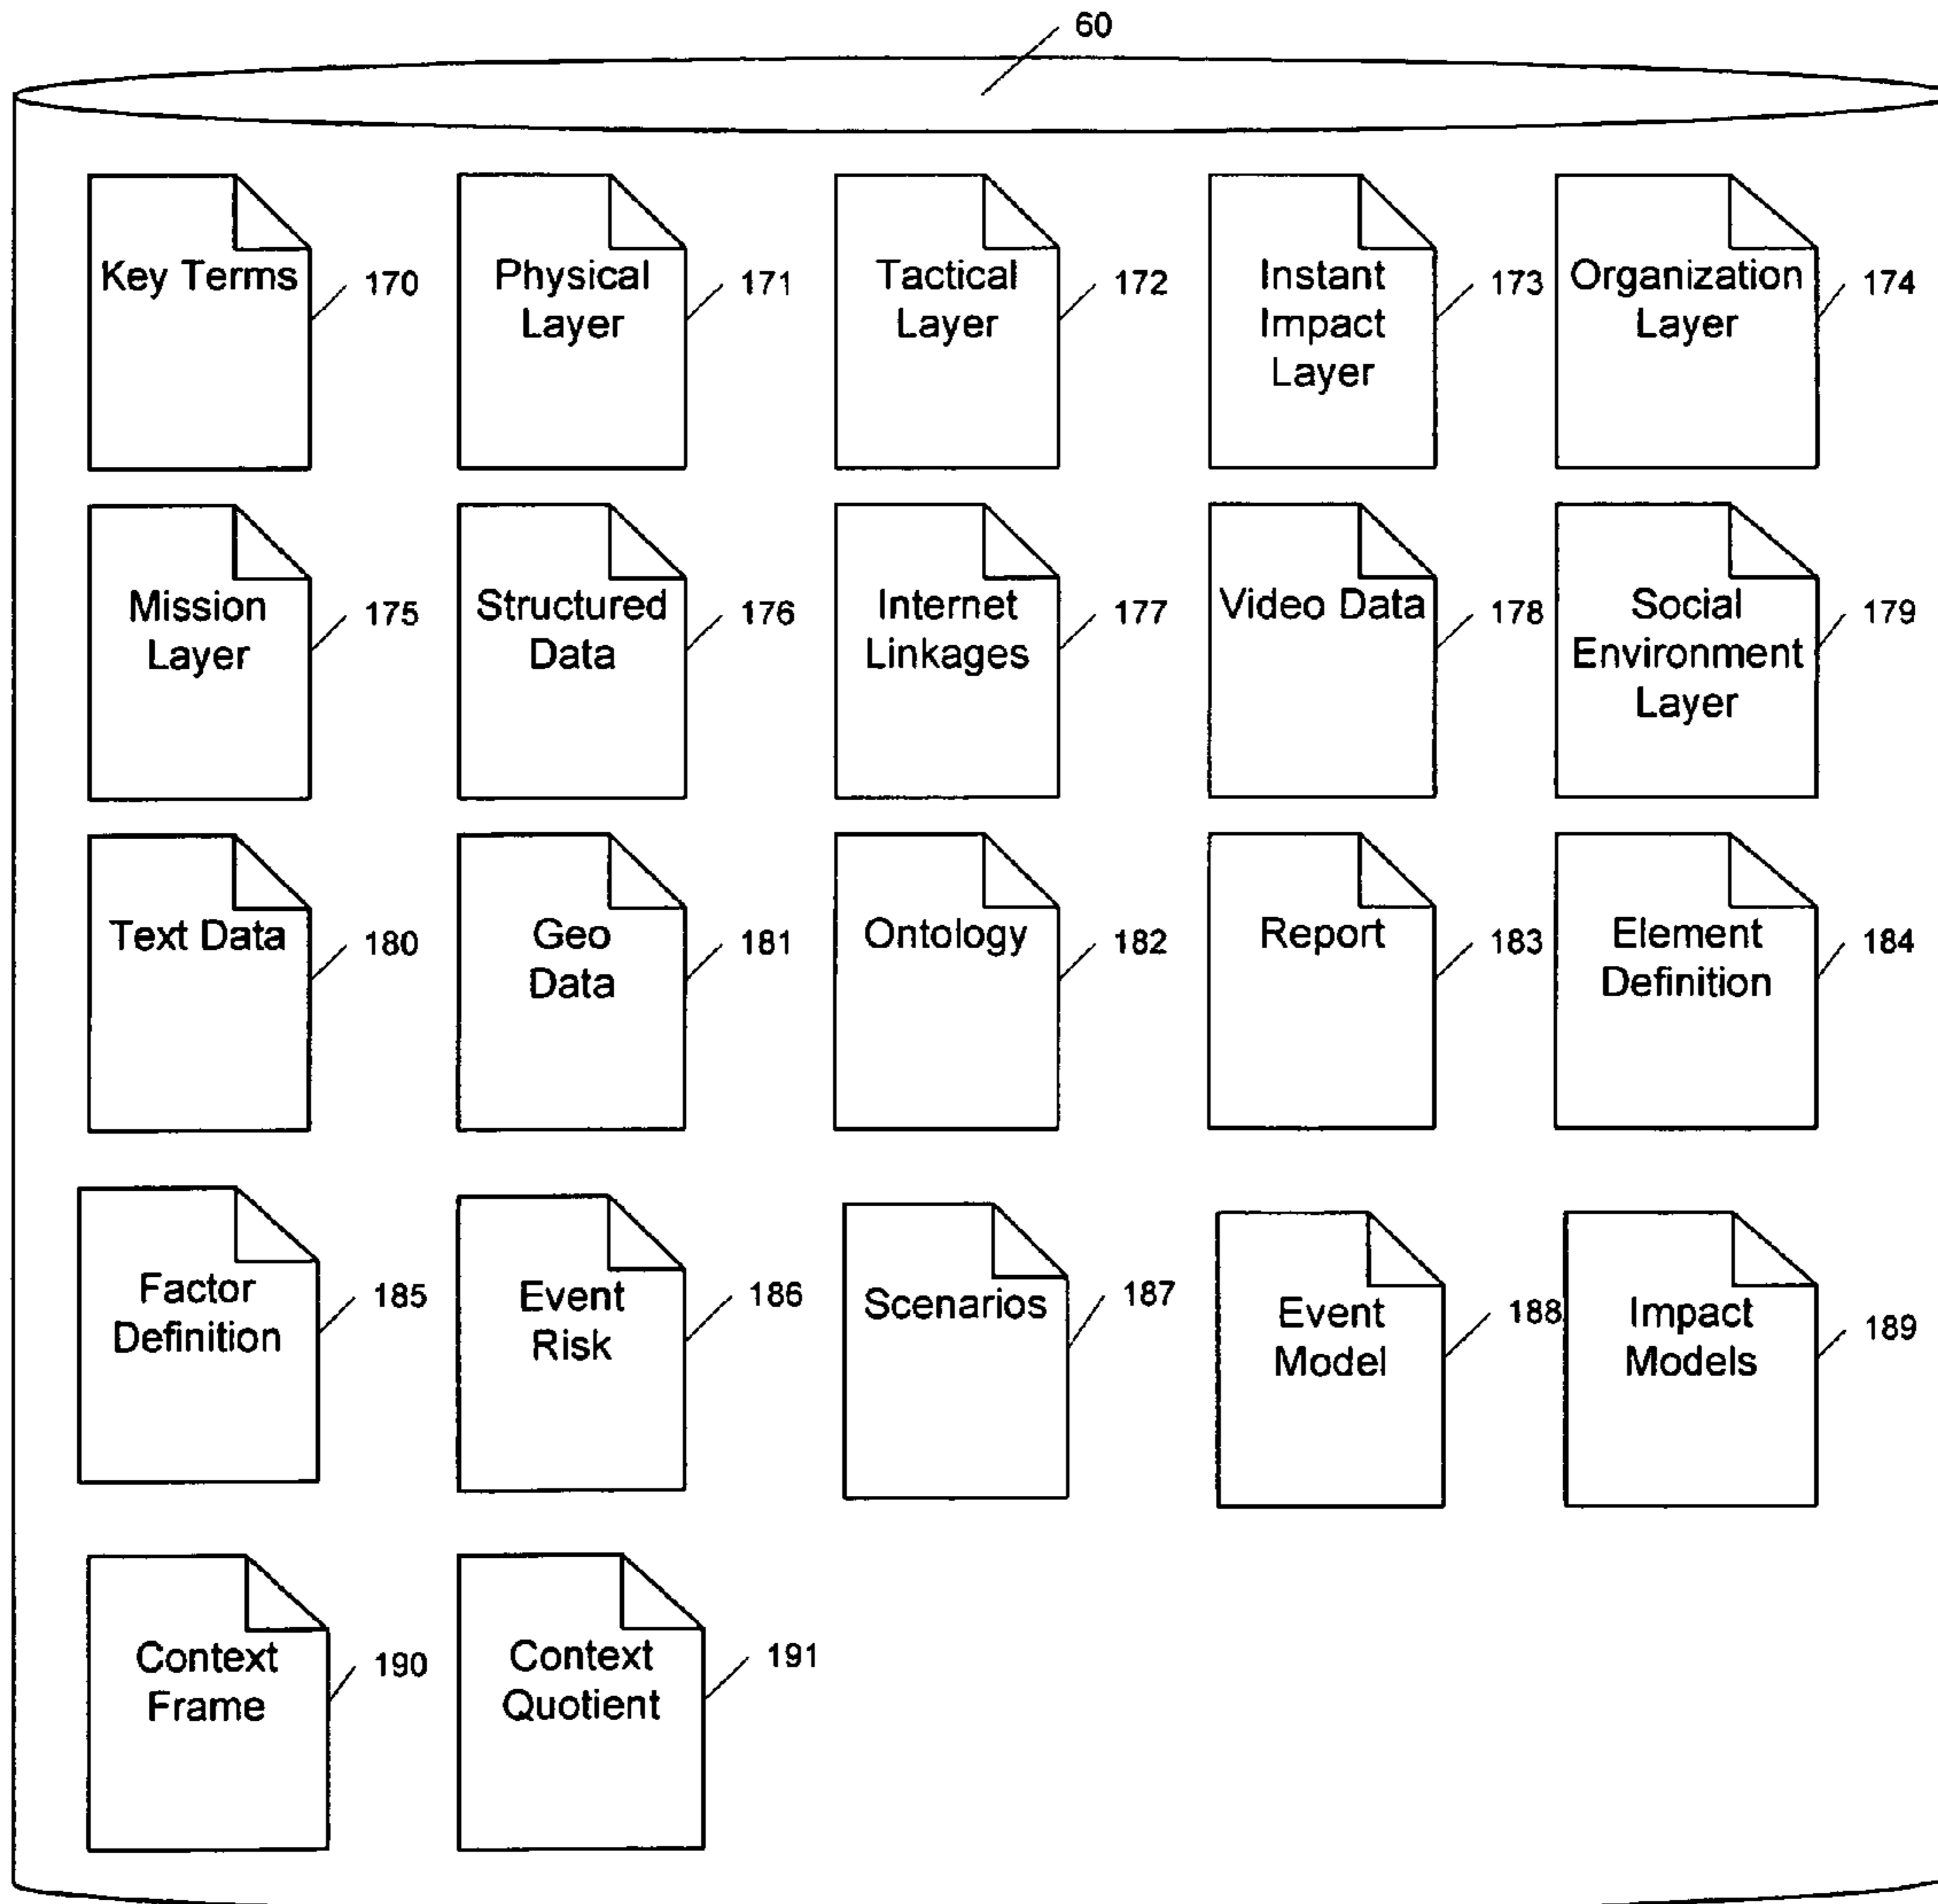 60
Key Terms
170
Physical
Layer
171
Tactical
Layer
172
Instant
Impact
Layer
173
Organization
Layer
174
Mission
Layer
175
Structured
Data
176
Internet
Linkages
177
Video Data
178
Social
Environment
Layer
179
Text Data
180
Geo
Data
181
Ontology
182
Report
183
Element
Definition
184
Factor
Definition
185
Event
Risk
186
Scenarios
187
Event
Model
188
Impact
Models
189
Context
Frame
190
Context
Quotient
191